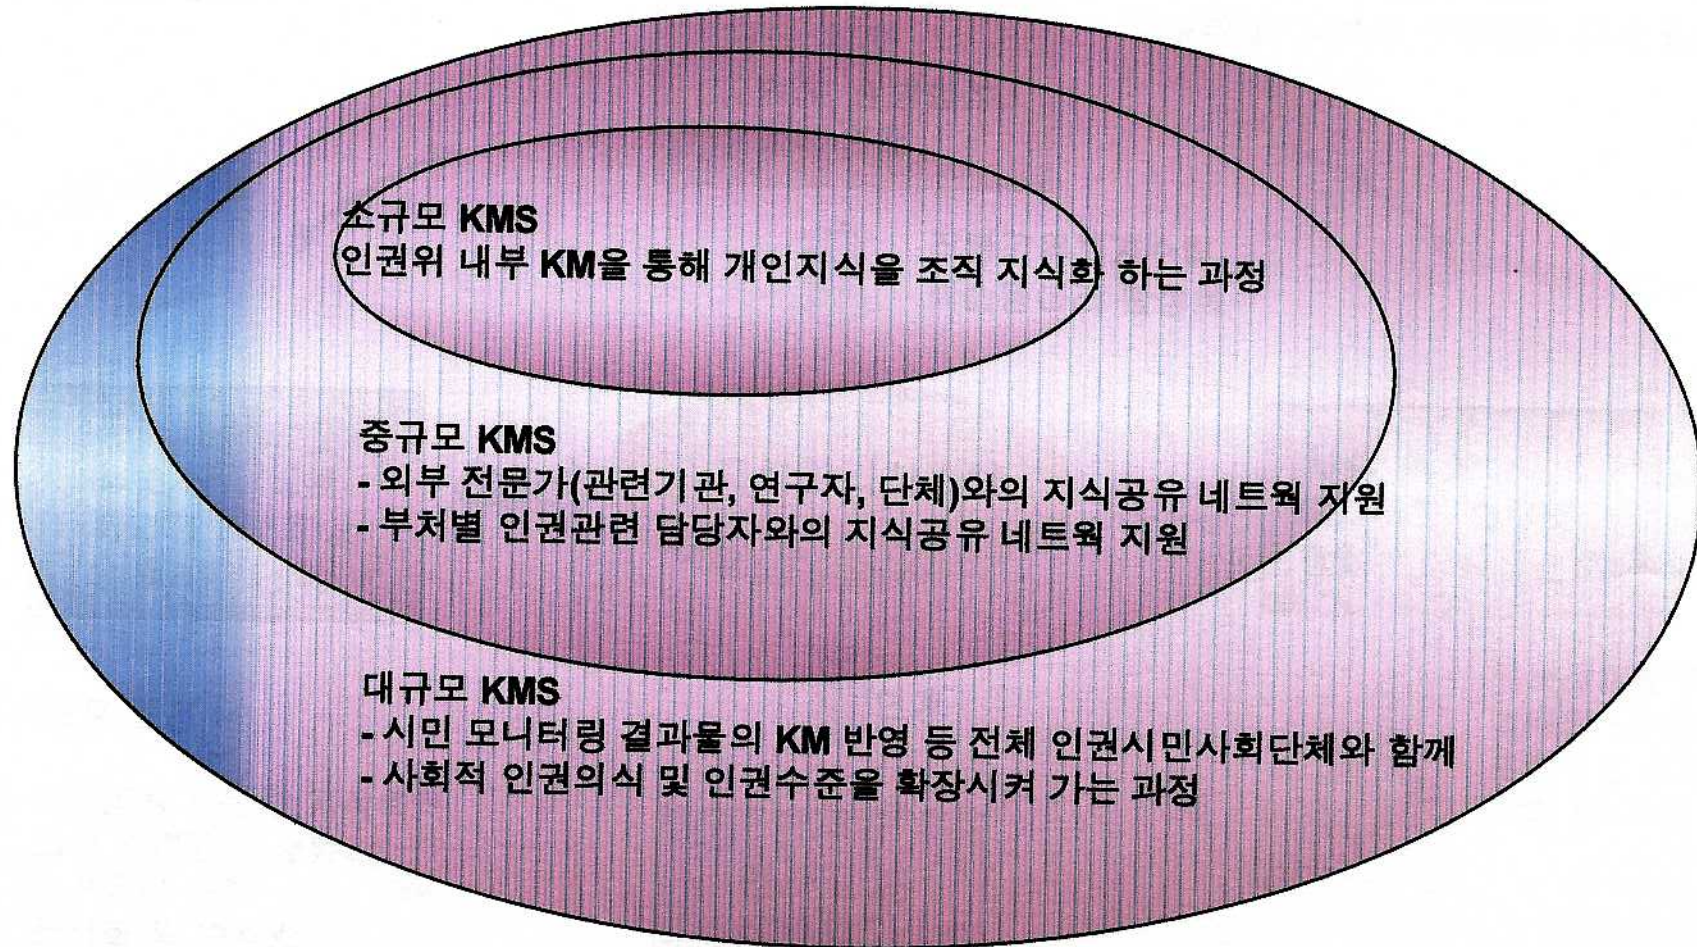 소규모 KMS
인권위 내부 KM을 통해 개인지식을 조직 지식화 하는 과정
중규모 KMS
- 외부 전문가(관련기관, 연구자, 단체)와의 지식공유 네트웍 지원
- 부처별 인권관련 담당자와의 지식공유 네트웍 지원
대규모 KMS
- 시민 모니터링 결과물의 KM 반영 등 전체 인권시민사회단체와 함께
- 사회적 인권의식 및 인권수준을 확장시켜 가는 과정